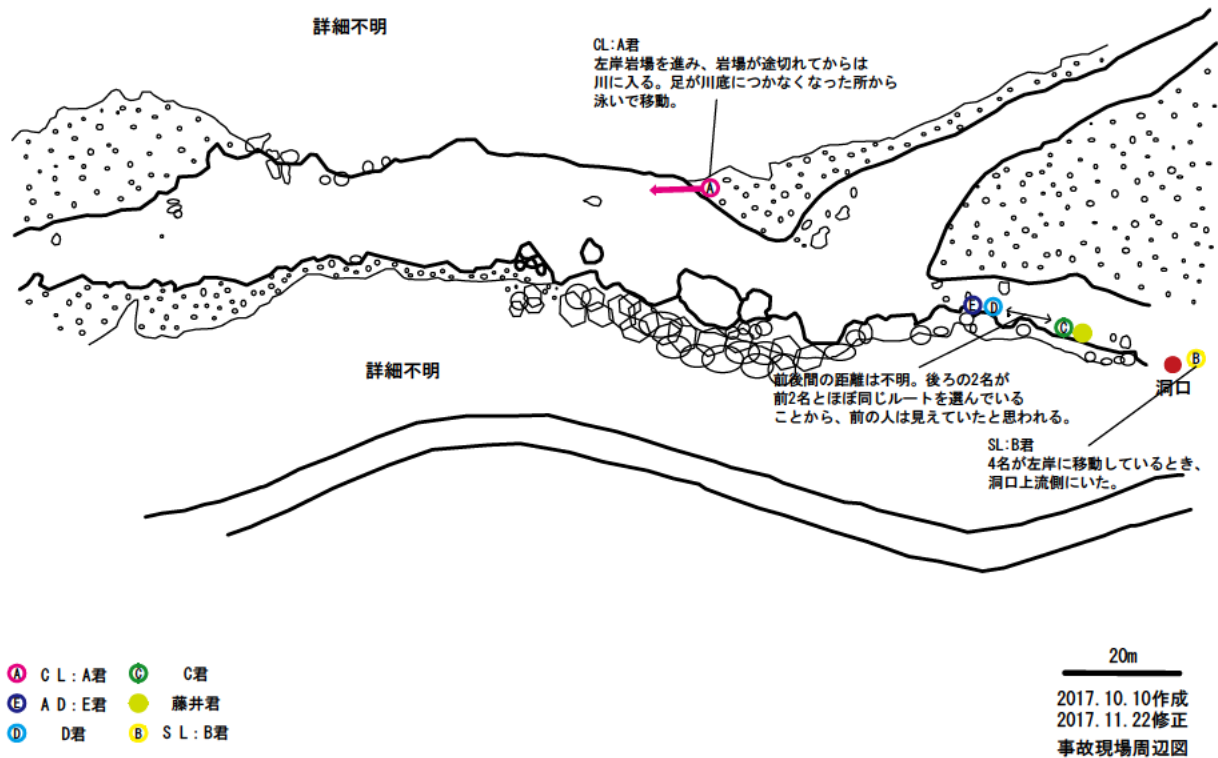 詳細不明
CL:A君
左岸岩場を進み、岩場が途切れてからは
川に入る。足が川底につかなくなった所から
泳いで移動。
A
E
D
C
B
洞口
詳細不明
前後間の距離は不明。後ろの2名が
前2名とほぼ同じルートを選んでいる
ことから、前の人は見えていたと思われる。
SL:B君
4名が左岸に移動しているとき、
洞口上流側にいた。
A CL:A君 C C君
E AD:E君 藤井君
D D君 B SL:B君
20m
2017.10.10作成
2017.11.22修正
事故現場周辺図